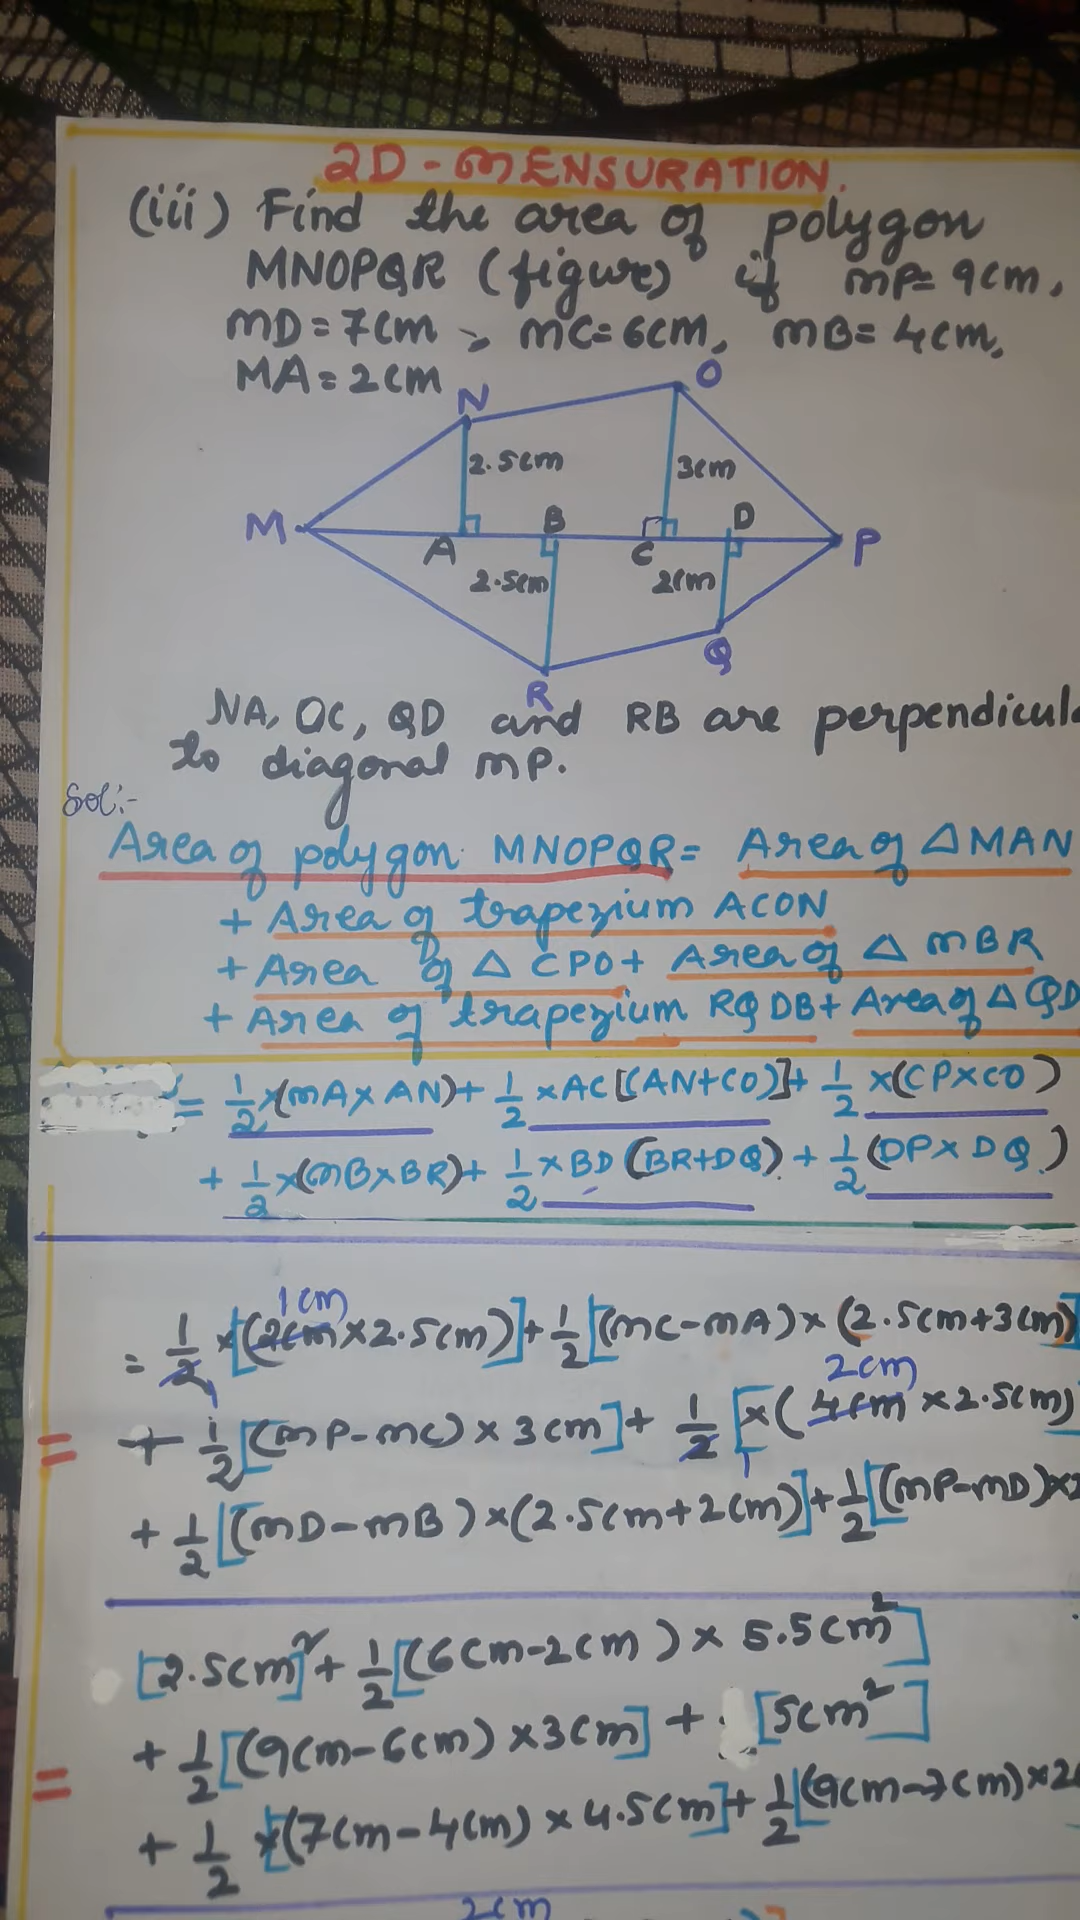 2D-MENSURATION.
(iii) Find the area of polygon
MNOPQR (figure) if MP= 9cm,
MD=7cm, MC=6cm, MB=4cm,
MA=2cm
N
O
2.5cm
3cm
M
A
B
C
D
P
2.5cm
2cm
Q
R
NA, OC, QD and RB are perpendicul
to diagonal MP.
Sol:-
Area of polygon MNOPQR= Area of △MAN
+ Area of trapezium ACON
+ Area of △ CPO+ Area of △ MBR
+ Area of trapezium RQDB+ Area of △ QD
= 1/2 ×(MA× AN)+ 1/2 ×AC[(AN+CO)]+ 1/2 ×(CP×CO)
+ 1/2 ×(MB×BR)+ 1/2 ×BD (BR+DQ) + 1/2 (DP×DQ)
1cm
= 1/2 ×[(2cm×2.5cm)]+1/2[(MC-MA)×(2.5cm+3cm)]
1
2cm
= + 1/2[(MP-MC)×3cm]+ 1/2 [×(4cm×2.5cm)]
1
+ 1/2[(MD-MB)×(2.5cm+2cm)]+1/2[(MP-MD)×2
[2.5cm]²+ 1/2[(6cm-2cm)× 5.5cm²]
+ 1/2[(9cm-6cm)×3cm] + [5cm²]
= + 1/2 ×[(7cm-4cm)×4.5cm]+ 1/2[(9cm-7cm)×2
2cm